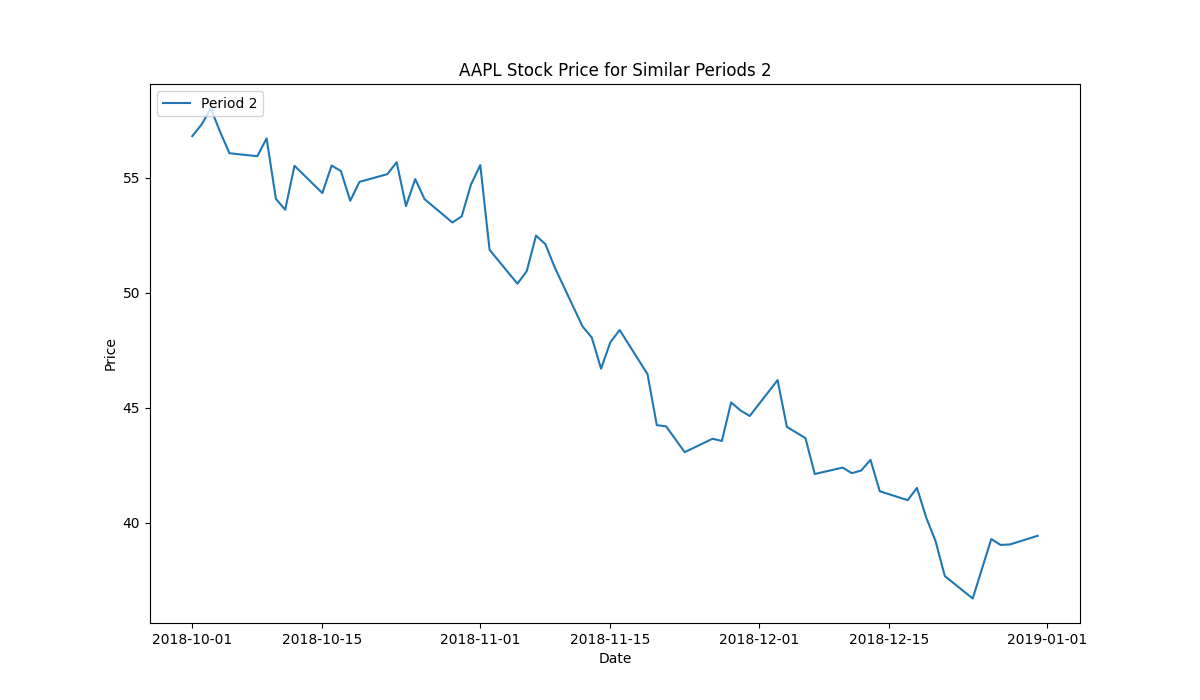 AAPL Stock Price for Similar Periods 2
Period 2
55
50
45
40
Price
2018-10-01 2018-10-15 2018-11-01 2018-11-15 2018-12-01 2018-12-15 2019-01-01
Date